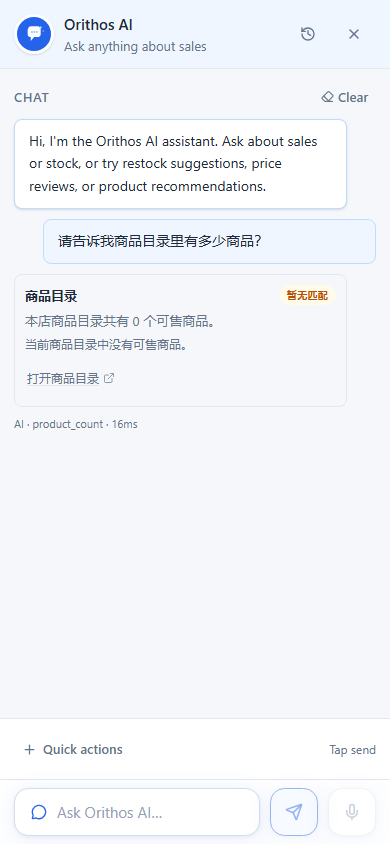 Orithos AI
Ask anything about sales
CHAT
Clear
Hi, I'm the Orithos AI assistant. Ask about sales
or stock, or try restock suggestions, price
reviews, or product recommendations.
请告诉我商品目录里有多少商品?
商品目录
暂无匹配
本店商品目录共有 0 个可售商品。
当前商品目录中没有可售商品。
打开商品目录
AI · product_count · 16ms
Quick actions
Tap send
Ask Orithos AI...